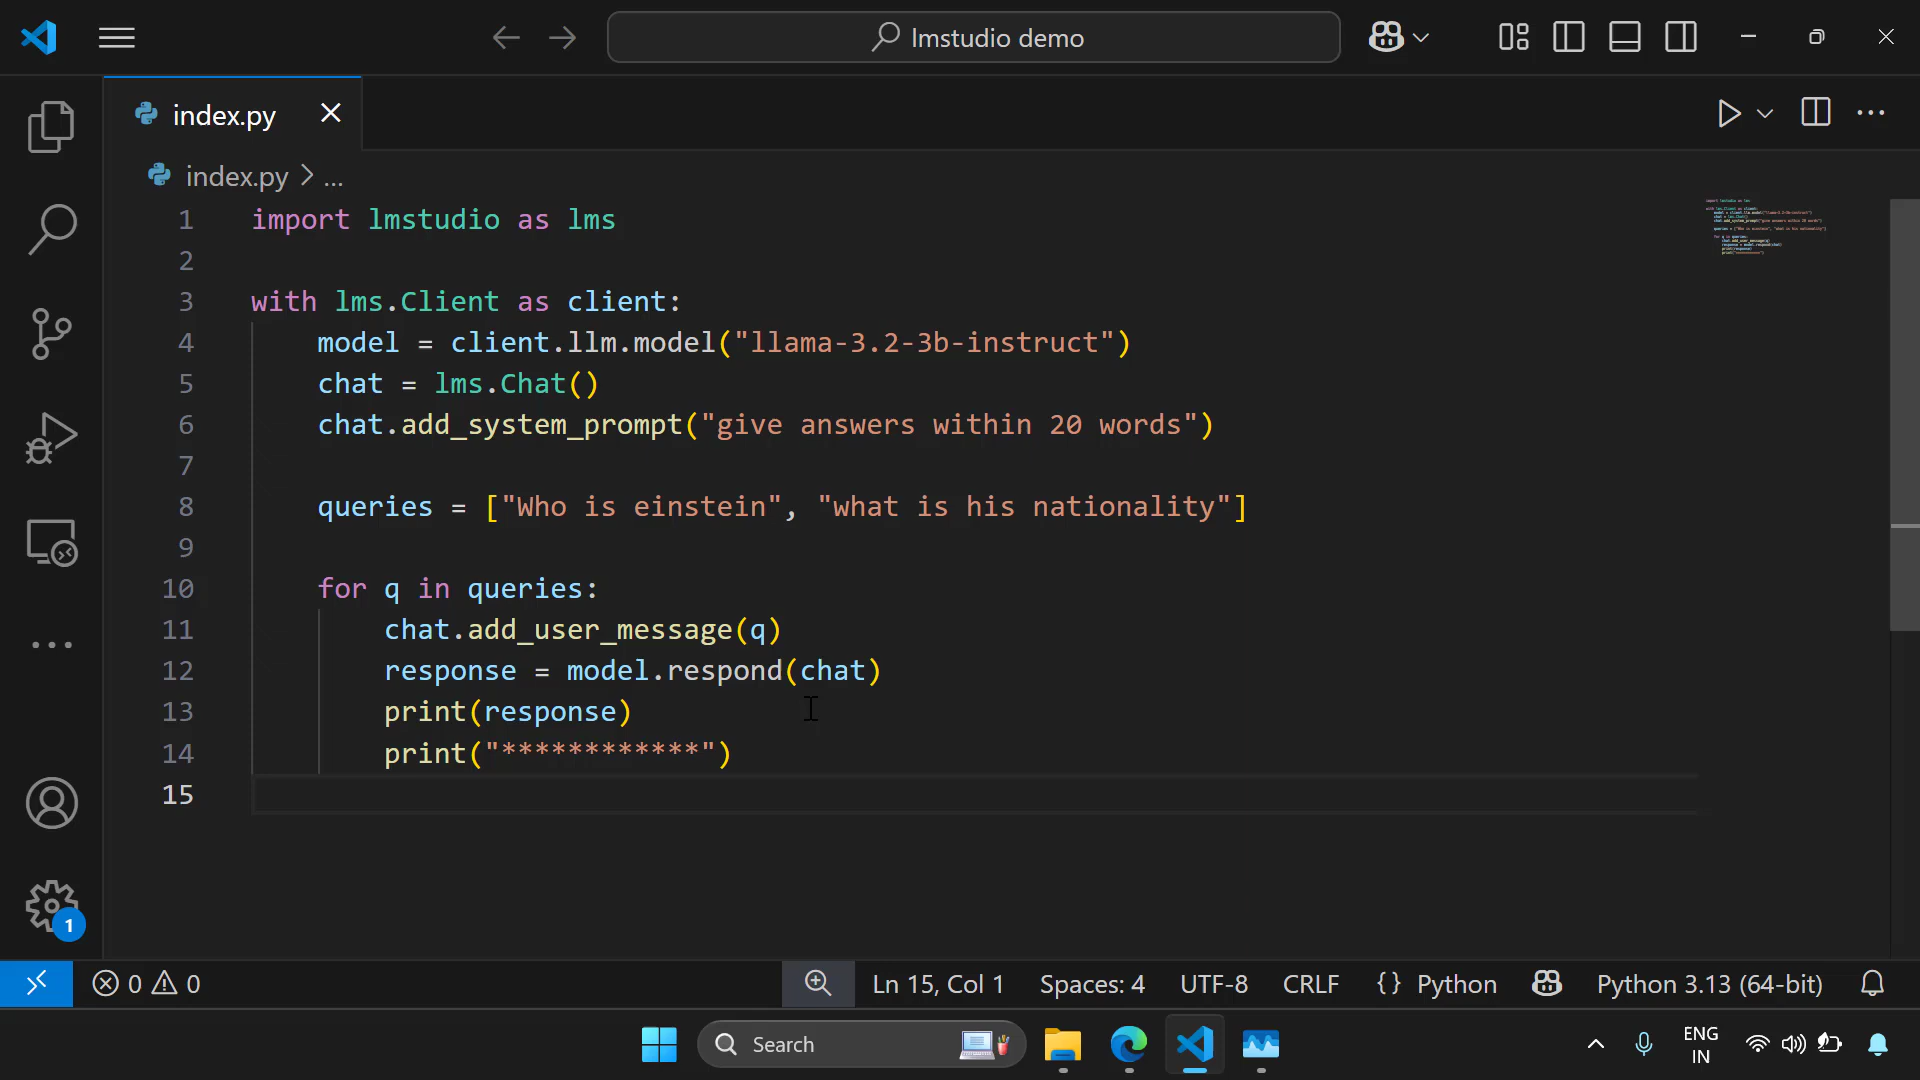 lmstudio demo
index.py
index.py > ...
1 import lmstudio as lms
2
3 with lms.Client as client:
4     model = client.llm.model("llama-3.2-3b-instruct")
5     chat = lms.Chat()
6     chat.add_system_prompt("give answers within 20 words")
7
8     queries = ["Who is einstein", "what is his nationality"]
9
10     for q in queries:
11         chat.add_user_message(q)
12         response = model.respond(chat)
13         print(response)
14         print("************")
15
1
0 0 Ln 15, Col 1 Spaces: 4 UTF-8 CRLF {} Python Python 3.13 (64-bit)
Search ENG
IN